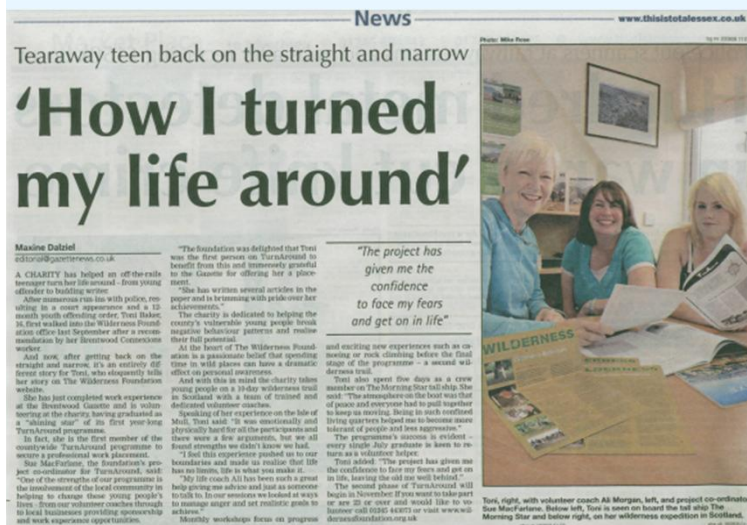 News
www.thisistotalessex.co.uk
Photo: Mike Rose
Tearaway teen back on the straight and narrow
‘How I turned
my life around’
Maxine Dalziel
editorial@gazettenews.co.uk
A CHARITY has helped an off-the-rails
teenager turn her life around - from young
offender to budding writer.
After numerous run-ins with police, res-
ulting in a court appearance and a 12-
month youth offending order, Toni Baker,
first walked into the Wilderness Found-
ation office last September after a recom-
mendation by Brentwood Connexions
worker.
And now, after getting back on the
straight and narrow, it's an entirely dif-
ferent story for Toni, who eloquently tells
her story on The Wilderness Foundation
website.
She has just completed work experience
at the Brentwood Gazette and is volun-
teering at the charity, having graduated as
a "shining star" of its first year-long
TurnAround programme.
In fact, she is the first member of the
countywide TurnAround programme to
secure a professional work placement.
Sue MacFarlane, the foundation's pro-
ject co-ordinator for TurnAround, said:
"One of the strengths of our programme is
the involvement of the local community in
helping to change these young people's
lives - from our volunteer coaches through
to local businesses providing sponsorship
and work experience opportunities.
"The foundation was delighted that Toni
was the first person on TurnAround to
benefit from this and immensely grateful
to the Gazette for offering her a place-
ment.
"She has written several articles in the
paper and is brimming with pride over her
achievements."
The charity is dedicated to helping the
county's vulnerable young people break
negative behaviour patterns and realise
their full potential.
At the heart of The Wilderness Found-
ation is a passionate belief that spending
time in wild places can have a dramatic
effect on personal awareness.
And with this in mind the charity takes
young people on a 10-day wilderness trail
in Scotland with a team of trained and
dedicated volunteer coaches.
Speaking of her experience on the Isle of
Mull, Toni said: "It was emotionally and
physically hard for all the participants and
there were a few arguments, but we all
found strengths we didn't know we had.
"I feel this experience pushed us to our
boundaries and made us realise that life
has no limits, life is what you make it.
"My life coach Ali has been such a great
help giving me advice and just as someone
to talk to. In our sessions we looked at ways
to manage anger and set realistic goals to
achieve."
Monthly workshops focus on progress
"The project has
given me the
confidence
to face my fears
and get on in life"
and exciting new experiences such as ca-
noeing or rock climbing before the final
stage of the programme - a second wil-
derness trail.
Toni also spent five days as a crew
member on The Morning Star tall ship. She
said: "The atmosphere on the boat was that
of peace and everyone had to pull together
to keep us moving. Being in such confined
living quarters helped me to become more
tolerant of people and less aggressive."
The programme's success is evident -
every single July graduate is keen to re-
turn as a volunteer helper.
Toni added: "The project has given me
the confidence to face my fears and get on
in life, leaving the old me well behind."
The second phase of TurnAround will
begin in November. If you want to take part
or are 21 or over and would like to vo-
lunteer call 01245 443073 or visit www.wil-
dernessfoundation.org.uk
WILDERNESS
Toni, right, with volunteer coach Ali Morgan, left, and project co-ordinato
Sue MacFarlane. Below left, Toni is seen on board the tall ship The
Morning Star and below right, on her wilderness expedition in Scotland.